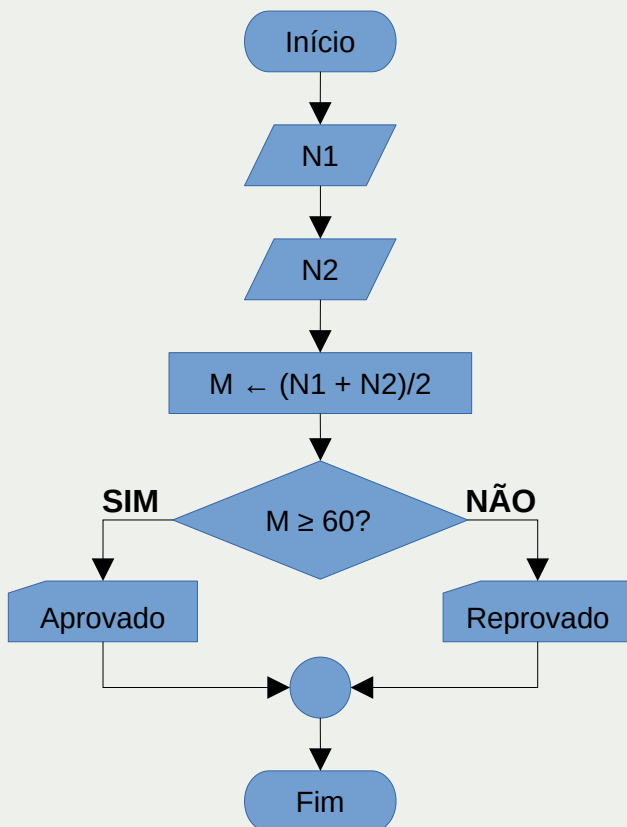 Início
N1
N2
M ← (N1 + N2)/2
M ≥ 60?
SIM
NÃO
Aprovado
Reprovado
Fim